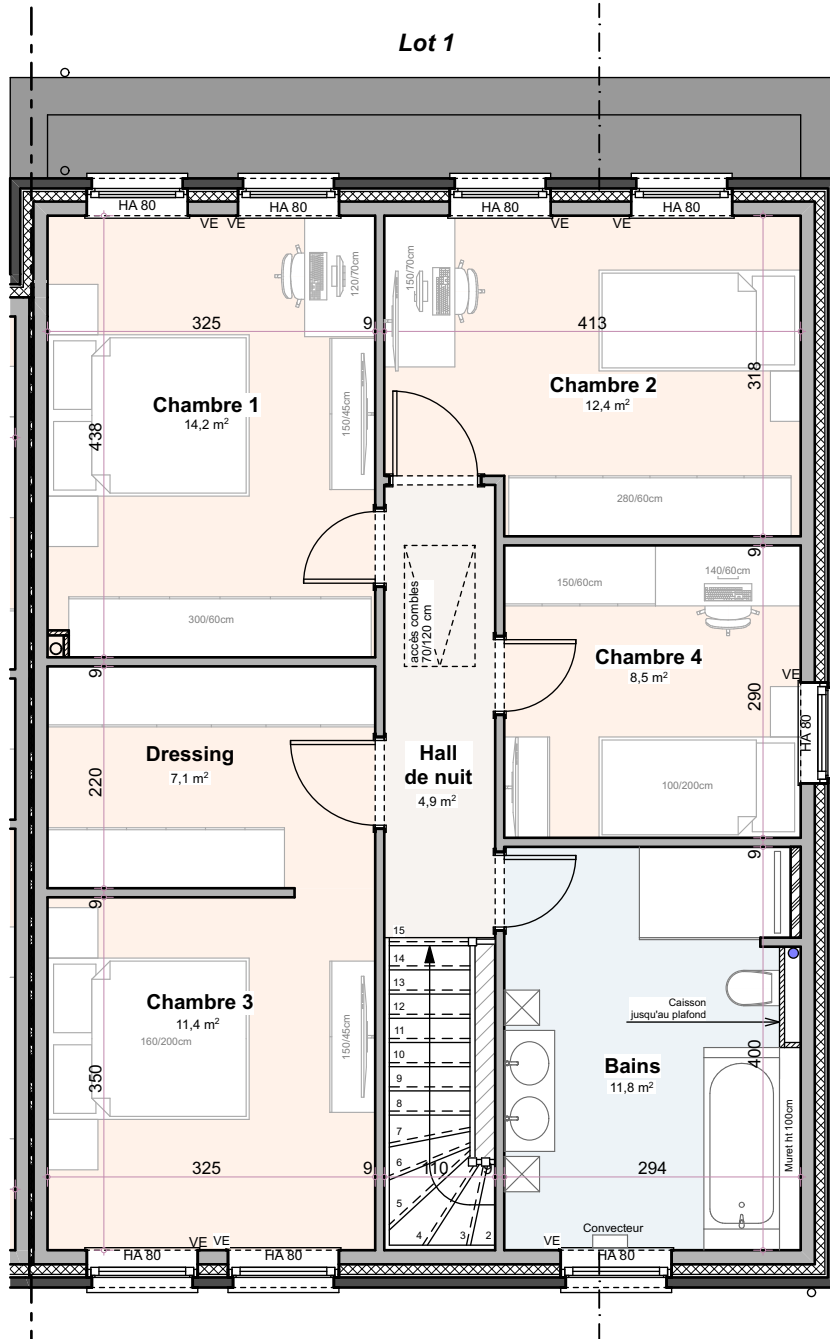 Lot 1
HA 80
HA 80
HA 80
HA 80
VE VE
VE
VE
120/70cm
150/70cm
325
9
413
Chambre 1
14,2 m²
438
150/45cm
Chambre 2
12,4 m²
318
280/60cm
9
150/60cm
140/60cm
accès combles
70/120 cm
300/60cm
Chambre 4
8,5 m²
VE
HA 80
290
9
Dressing
7,1 m²
220
Hall
de nuit
4,9 m²
100/200cm
9
9
15
14
13
12
11
10
9
8
7
6
5
4
3
2
Chambre 3
11,4 m²
160/200cm
150/45cm
350
Caisson
jusqu'au plafond
400
Bains
11,8 m²
Muret ht 100cm
325
9
110
9
294
Convecteur
VE
VE
VE
HA 80
HA 80
HA 80